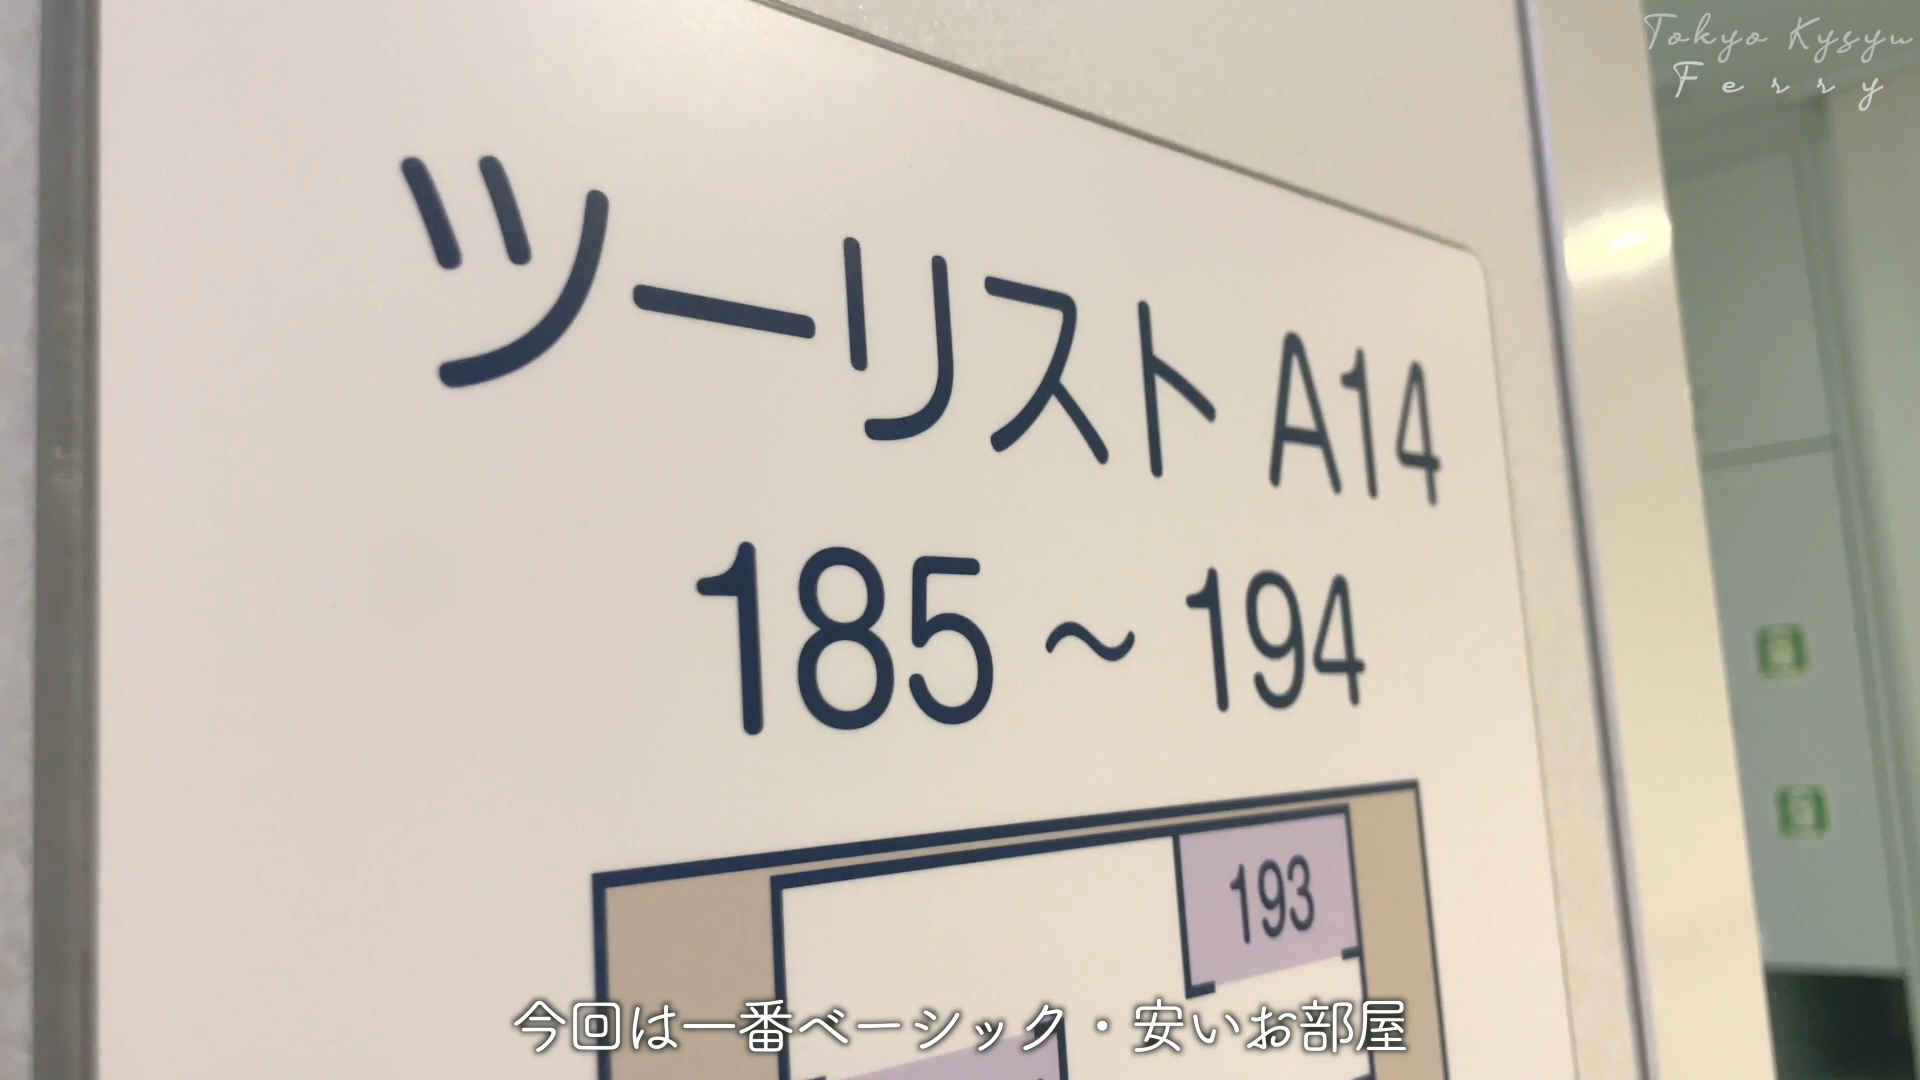 Tokyo Kysyu
Ferry
ツーリスト A14
185 ~ 194
193
今回は一番ベーシック・安いお部屋